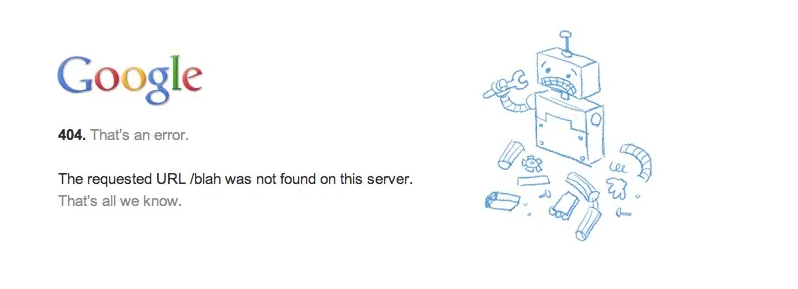 Google
404. That's an error.
The requested URL /blah was not found on this server.
That's all we know.